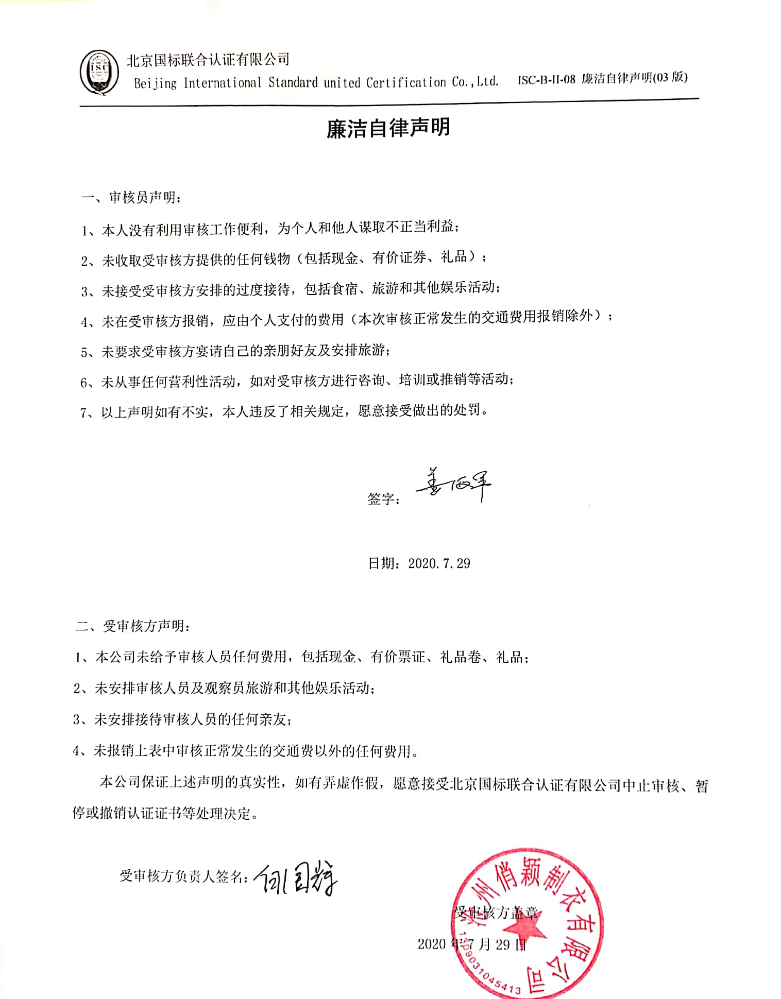 ISC
北京国标联合认证有限公司
Beijing International Standard united Certification Co.,Ltd. ISC-B-II-08 廉洁自律声明(03 版)
廉洁自律声明
一、审核员声明:
1、本人没有利用审核工作便利，为个人和他人谋取不正当利益;
2、未收取受审核方提供的任何钱物（包括现金、有价证券、礼品）;
3、未接受受审核方安排的过度接待，包括食宿、旅游和其他娱乐活动;
4、未在受审核方报销，应由个人支付的费用（本次审核正常发生的交通费用报销除外）;
5、未要求受审核方宴请自己的亲朋好友及安排旅游;
6、未从事任何营利性活动，如对受审核方进行咨询、培训或推销等活动;
7、以上声明如有不实，本人违反了相关规定，愿意接受做出的处罚。
签字:
日期: 2020.7.29
二、受审核方声明:
1、本公司未给予审核人员任何费用，包括现金、有价票证、礼品卷、礼品;
2、未安排审核人员及观察员旅游和其他娱乐活动;
3、未安排接待审核人员的任何亲友;
4、未报销上表中审核正常发生的交通费以外的任何费用。
本公司保证上述声明的真实性，如有弄虚作假，愿意接受北京国标联合认证有限公司中止审核、暂
停或撤销认证证书等处理决定。
受审核方负责人签名: 何国辉
受审核方盖章
2020 年 7 月 29 日
沧州俏颖制衣有限公司
1309031045413